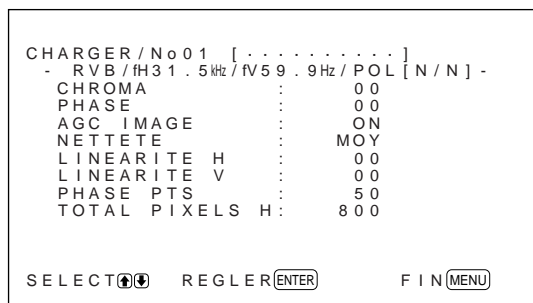 CHARGER/No01 [··········]
- RVB/fH31.5kHz/fV59.9Hz/POL[N/N]-
CHROMA : 00
PHASE : 00
AGC IMAGE : ON
NETTETE : MOY
LINEARITE H : 00
LINEARITE V : 00
PHASE PTS : 50
TOTAL PIXELS H: 800
SELECT⬆⬇ REGLER ENTER FIN MENU